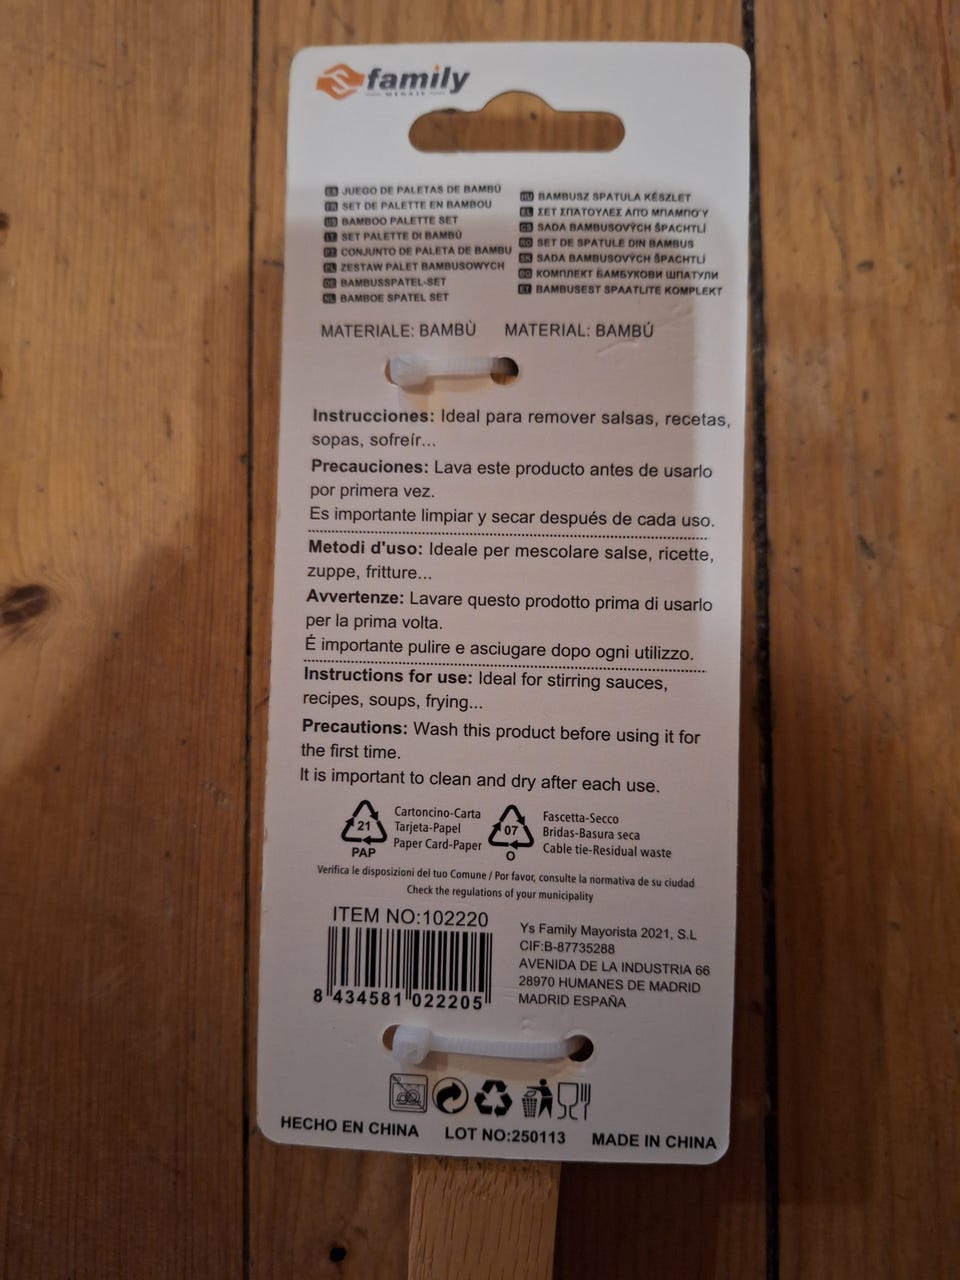 family
ES JUEGO DE PALETAS DE BAMBÚ
FR SET DE PALETTE EN BAMBOU
BAMBOO PALETTE SET
IT SET PALETTE DI BAMBÙ
PT CONJUNTO DE PALETA DE BAMBU
PL ZESTAW PALET BAMBUSOWYCH
DE BAMBUSSPATEL-SET
NL BAMBOE SPATEL SET
HU BAMBUSZ SPATULA KÉSZLET
EL ΣΕΤ ΣΠΑΤΟΥΛΕΣ ΑΠΟ ΜΠΑΜΠΟΎ
SADA BAMBUSOVÝCH ŠPACHTLÍ
RO SET DE SPATULE DIN BAMBUS
SK SADA BAMBUSOVÝCH ŠPACHTLÍ
BG КОМПЛЕКТ БАМБУКОВИ ШПАТУЛИ
ET BAMBUSEST SPAATLITE KOMPLEKT
MATERIALE: BAMBÙ MATERIAL: BAMBÚ
Instrucciones: Ideal para remover salsas, recetas,
sopas, sofreír...
Precauciones: Lava este producto antes de usarlo
por primera vez.
Es importante limpiar y secar después de cada uso.
Metodi d'uso: Ideale per mescolare salse, ricette,
zuppe, fritture...
Avvertenze: Lavare questo prodotto prima di usarlo
per la prima volta.
É importante pulire e asciugare dopo ogni utilizzo.
Instructions for use: Ideal for stirring sauces,
recipes, soups, frying...
Precautions: Wash this product before using it for
the first time.
It is important to clean and dry after each use.
21
PAP
Cartoncino-Carta
Tarjeta-Papel
Paper Card-Paper
07
O
Fascetta-Secco
Bridas-Basura seca
Cable tie-Residual waste
Verifica le disposizioni del tuo Comune / Por favor, consulte la normativa de su ciudad
Check the regulations of your municipality
ITEM NO:102220
8 434581 022205
Ys Family Mayorista 2021, S.L
CIF:B-87735288
AVENIDA DE LA INDUSTRIA 66
28970 HUMANES DE MADRID
MADRID ESPAÑA
HECHO EN CHINA LOT NO:250113 MADE IN CHINA